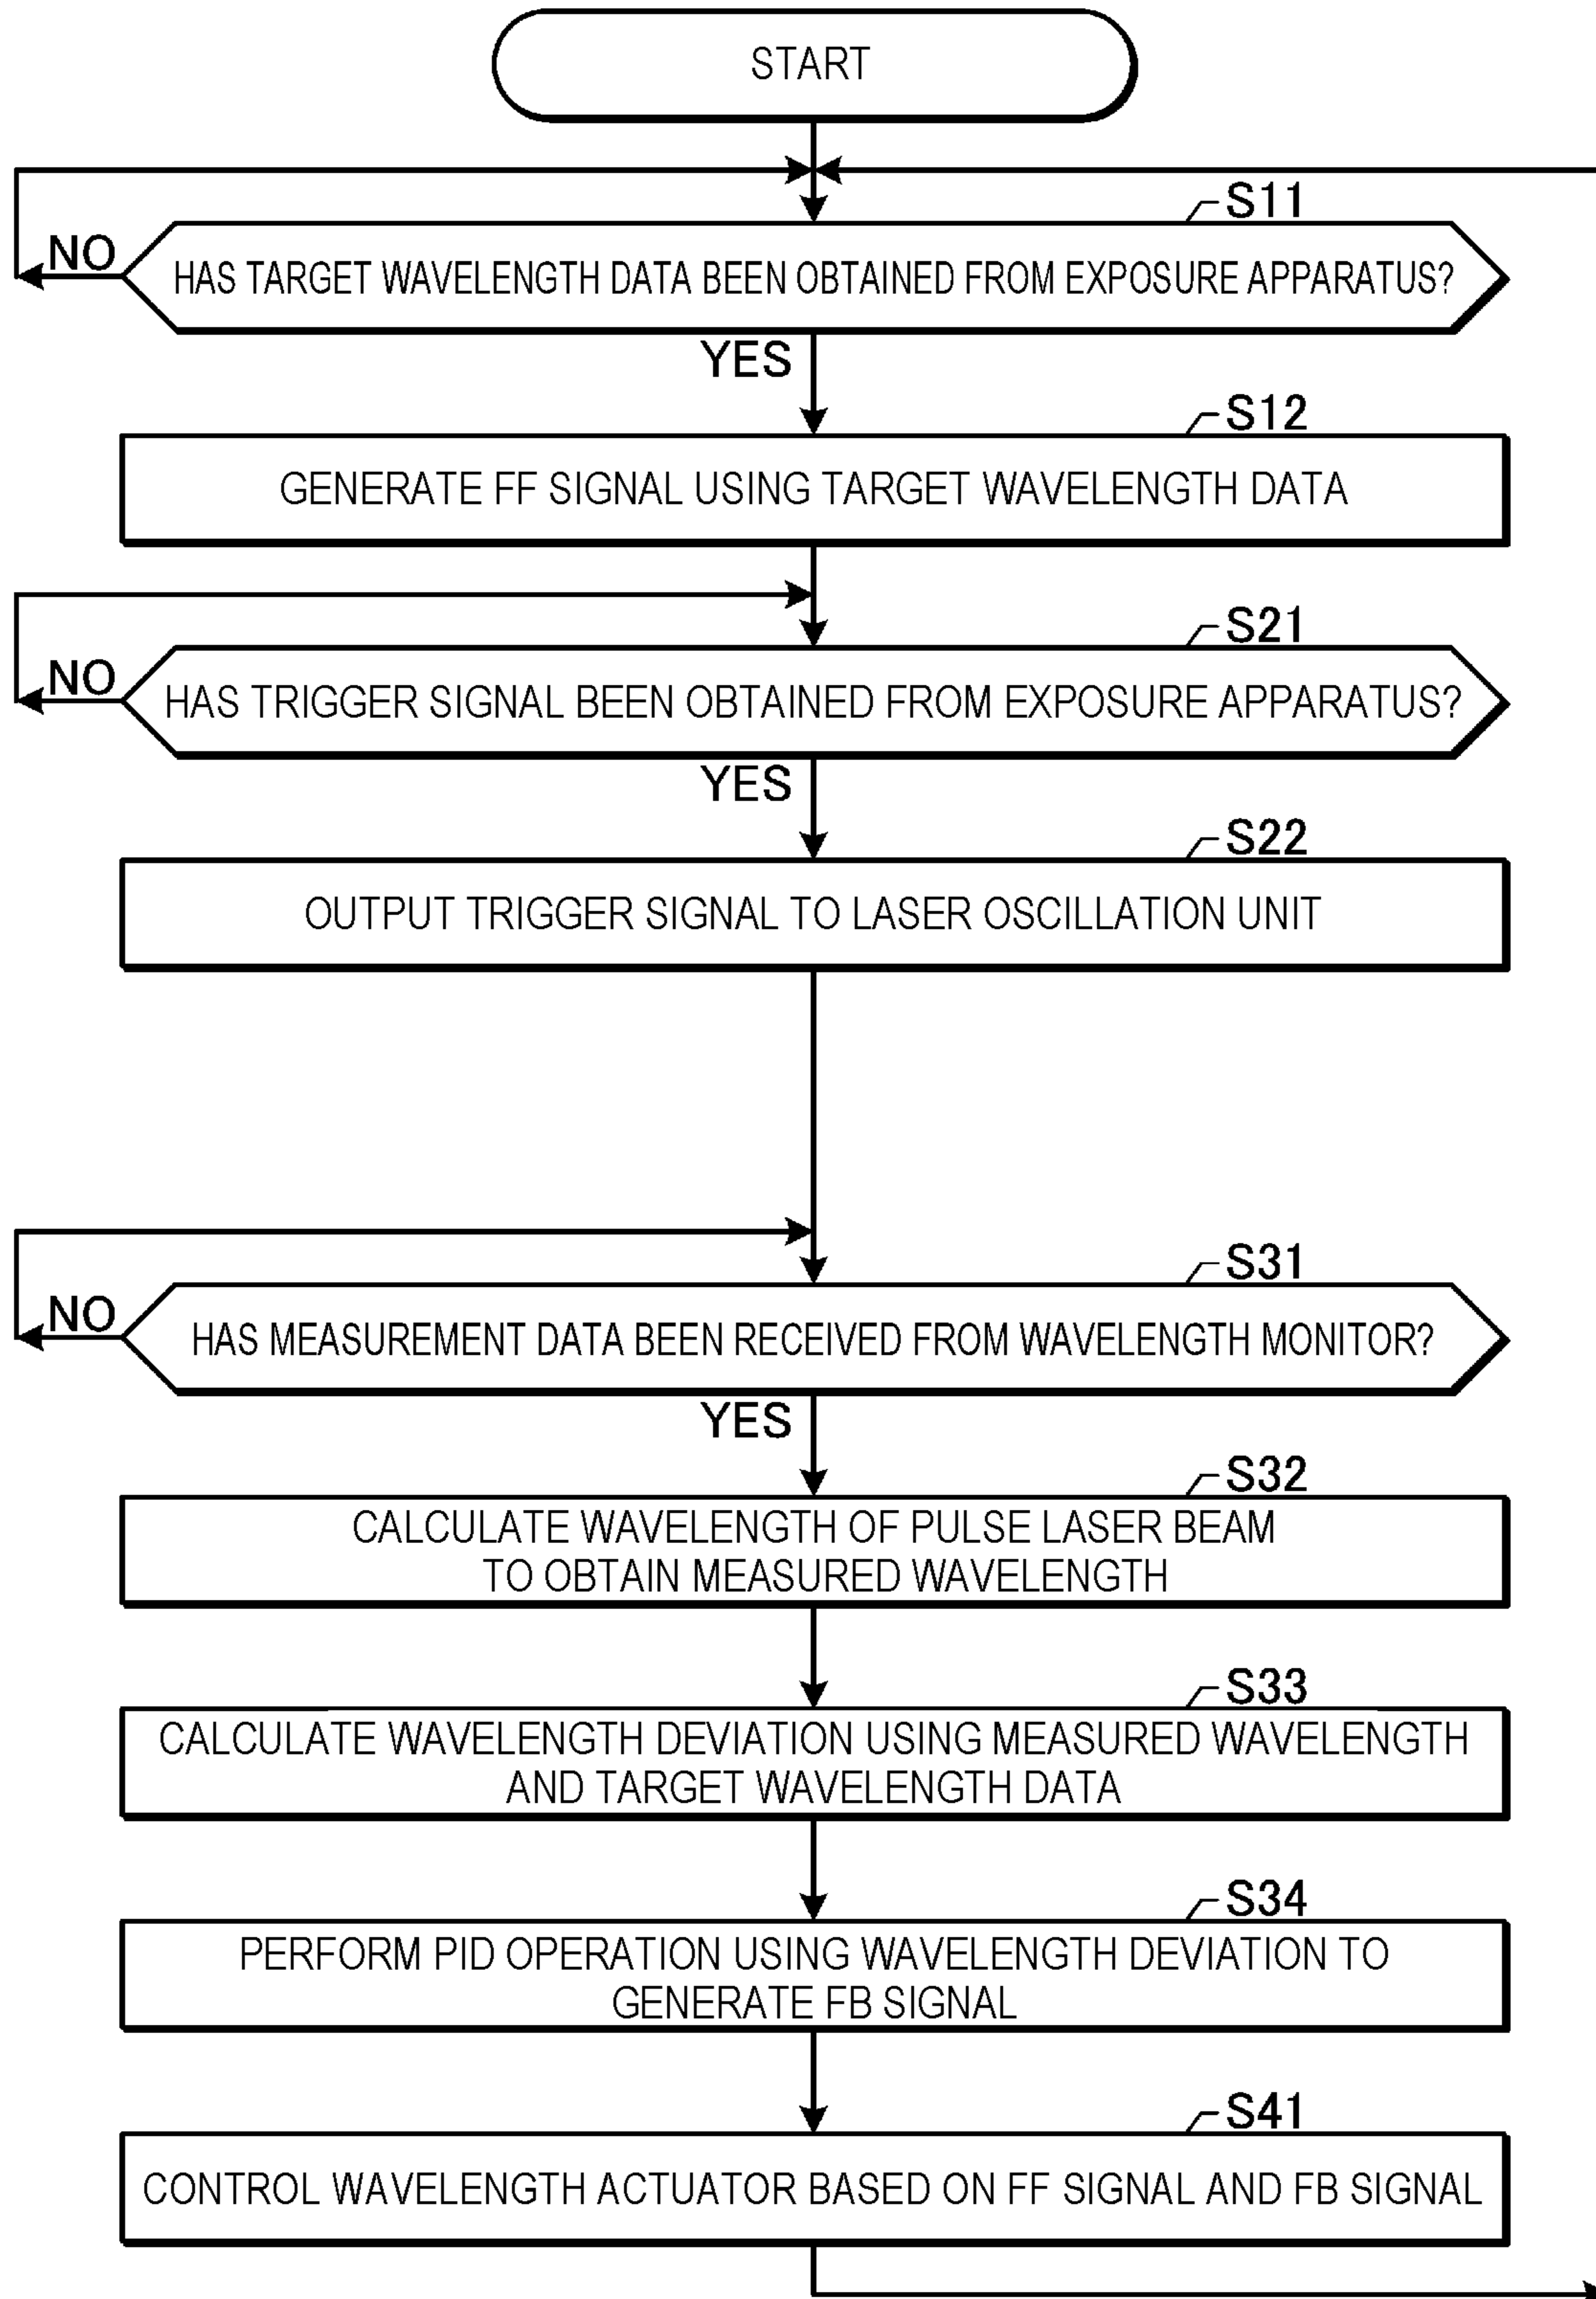 START
S11
NO
HAS TARGET WAVELENGTH DATA BEEN OBTAINED FROM EXPOSURE APPARATUS?
YES
S12
GENERATE FF SIGNAL USING TARGET WAVELENGTH DATA
S21
NO
HAS TRIGGER SIGNAL BEEN OBTAINED FROM EXPOSURE APPARATUS?
YES
S22
OUTPUT TRIGGER SIGNAL TO LASER OSCILLATION UNIT
S31
NO
HAS MEASUREMENT DATA BEEN RECEIVED FROM WAVELENGTH MONITOR?
YES
S32
CALCULATE WAVELENGTH OF PULSE LASER BEAM
TO OBTAIN MEASURED WAVELENGTH
S33
CALCULATE WAVELENGTH DEVIATION USING MEASURED WAVELENGTH
AND TARGET WAVELENGTH DATA
S34
PERFORM PID OPERATION USING WAVELENGTH DEVIATION TO
GENERATE FB SIGNAL
S41
CONTROL WAVELENGTH ACTUATOR BASED ON FF SIGNAL AND FB SIGNAL